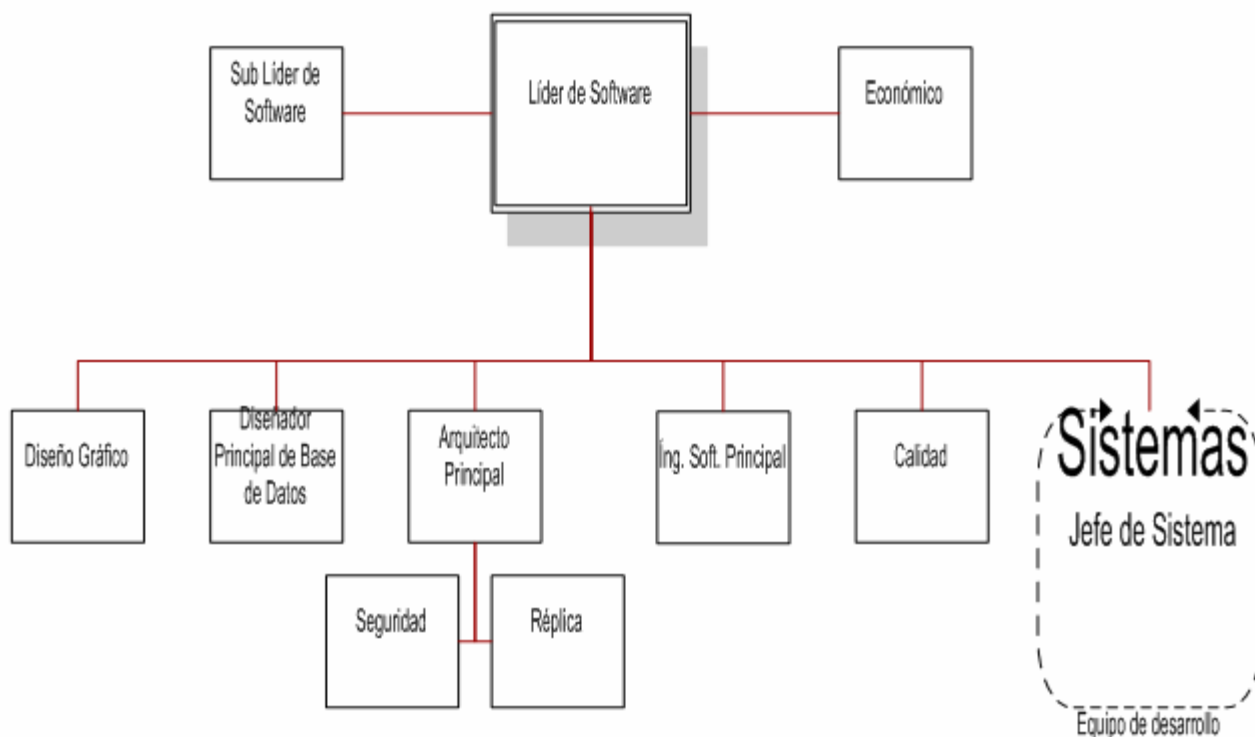 Sub Líder de
Software
Líder de Software
Económico
Diseño Gráfico
Diseñador
Principal de Base
de Datos
Arquitecto
Principal
Íng. Soft. Principal
Calidad
Sistemas
Jefe de Sistema
Seguridad
Réplica
Equipo de desarrollo